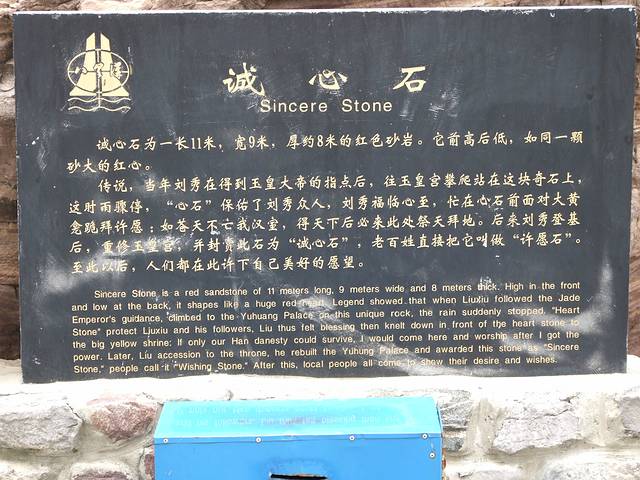 诚心石
Sincere Stone
诚心石为一长11米，宽9米，厚约8米的红色砂岩。它前高后低，如同一颗
砂大的红心。
传说，当年刘秀在得到玉皇大帝的指点后，往玉皇宫攀爬站在这块奇石上，
这时雨骤停，“心石”保佑了刘秀众人，刘秀福临心至，忙在心石前面对大黄
龛跪拜许愿：如苍天不亡我汉室，得天下后必来此处祭天拜地。后来刘秀登基
后，重修玉皇宫，并封赏此石为“诚心石”，老百姓直接把它叫做“许愿石”。
至此以后，人们都在此许下自己美好的愿望。
Sincere Stone is a red sandstone of 11 meters long, 9 meters wide and 8 meters thick. High in the front
and low at the back, it shapes like a huge red heart. Legend showed that when Liuxiu followed the Jade
Emperor's guidance, climbed to the Yuhuang Palace on this unique rock, the rain suddenly stopped. "Heart
Stone" protect Liuxiu and his followers, Liu thus felt blessing then knelt down in front of the heart stone to
the big yellow shrine: If only our Han danesty could survive, I would come here and worship after I got the
power. Later, Liu accession to the throne, he rebuilt the Yuhung Palace and awarded this stone as "Sincere
Stone," people call it "Wishing Stone." After this, local people all come to show their desire and wishes.